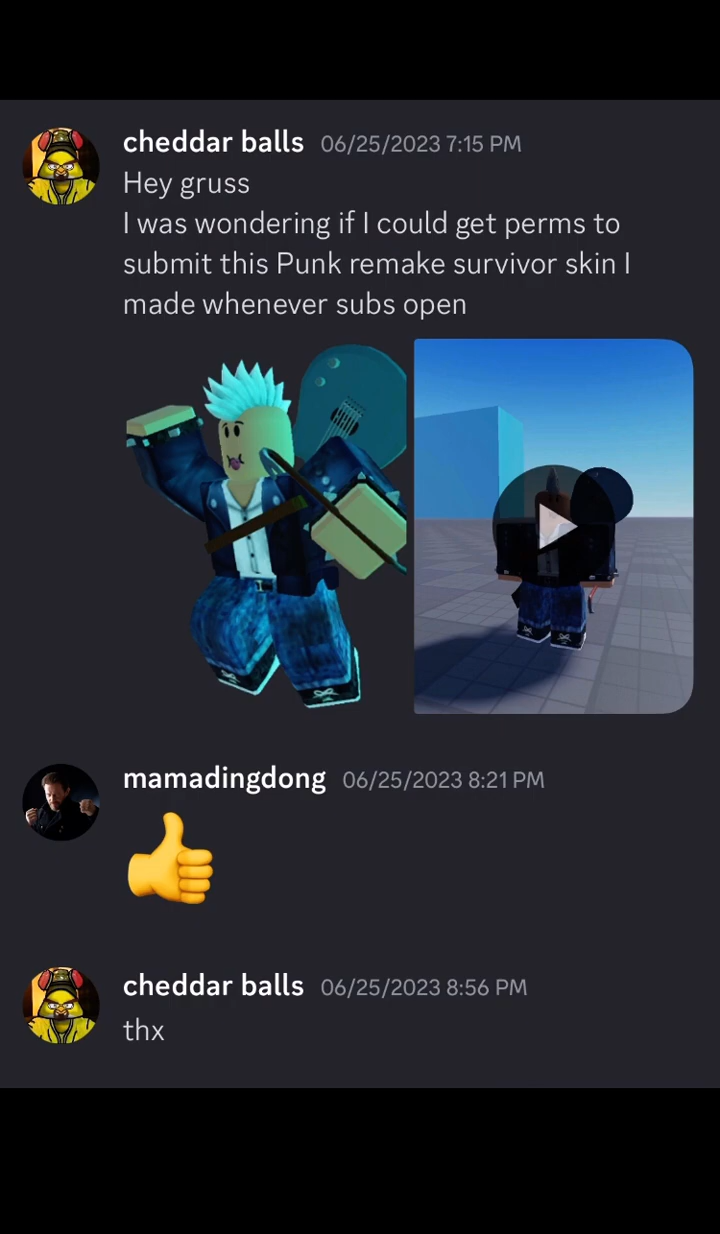 cheddar balls 06/25/2023 7:15 PM
Hey gruss
I was wondering if I could get perms to
submit this Punk remake survivor skin I
made whenever subs open
mamadingdong 06/25/2023 8:21 PM
👍
cheddar balls 06/25/2023 8:56 PM
thx